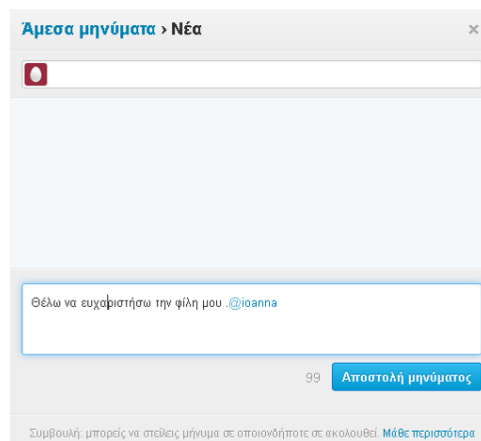 Άμεσα μηνύματα › Νέα ×
Θέλω να ευχαριστήσω την φίλη μου .@ioanna
99 Αποστολή μηνύματος
Συμβουλή: μπορείς να στείλεις μήνυμα σε οποιονδήποτε σε ακολουθεί. Μάθε περισσότερα